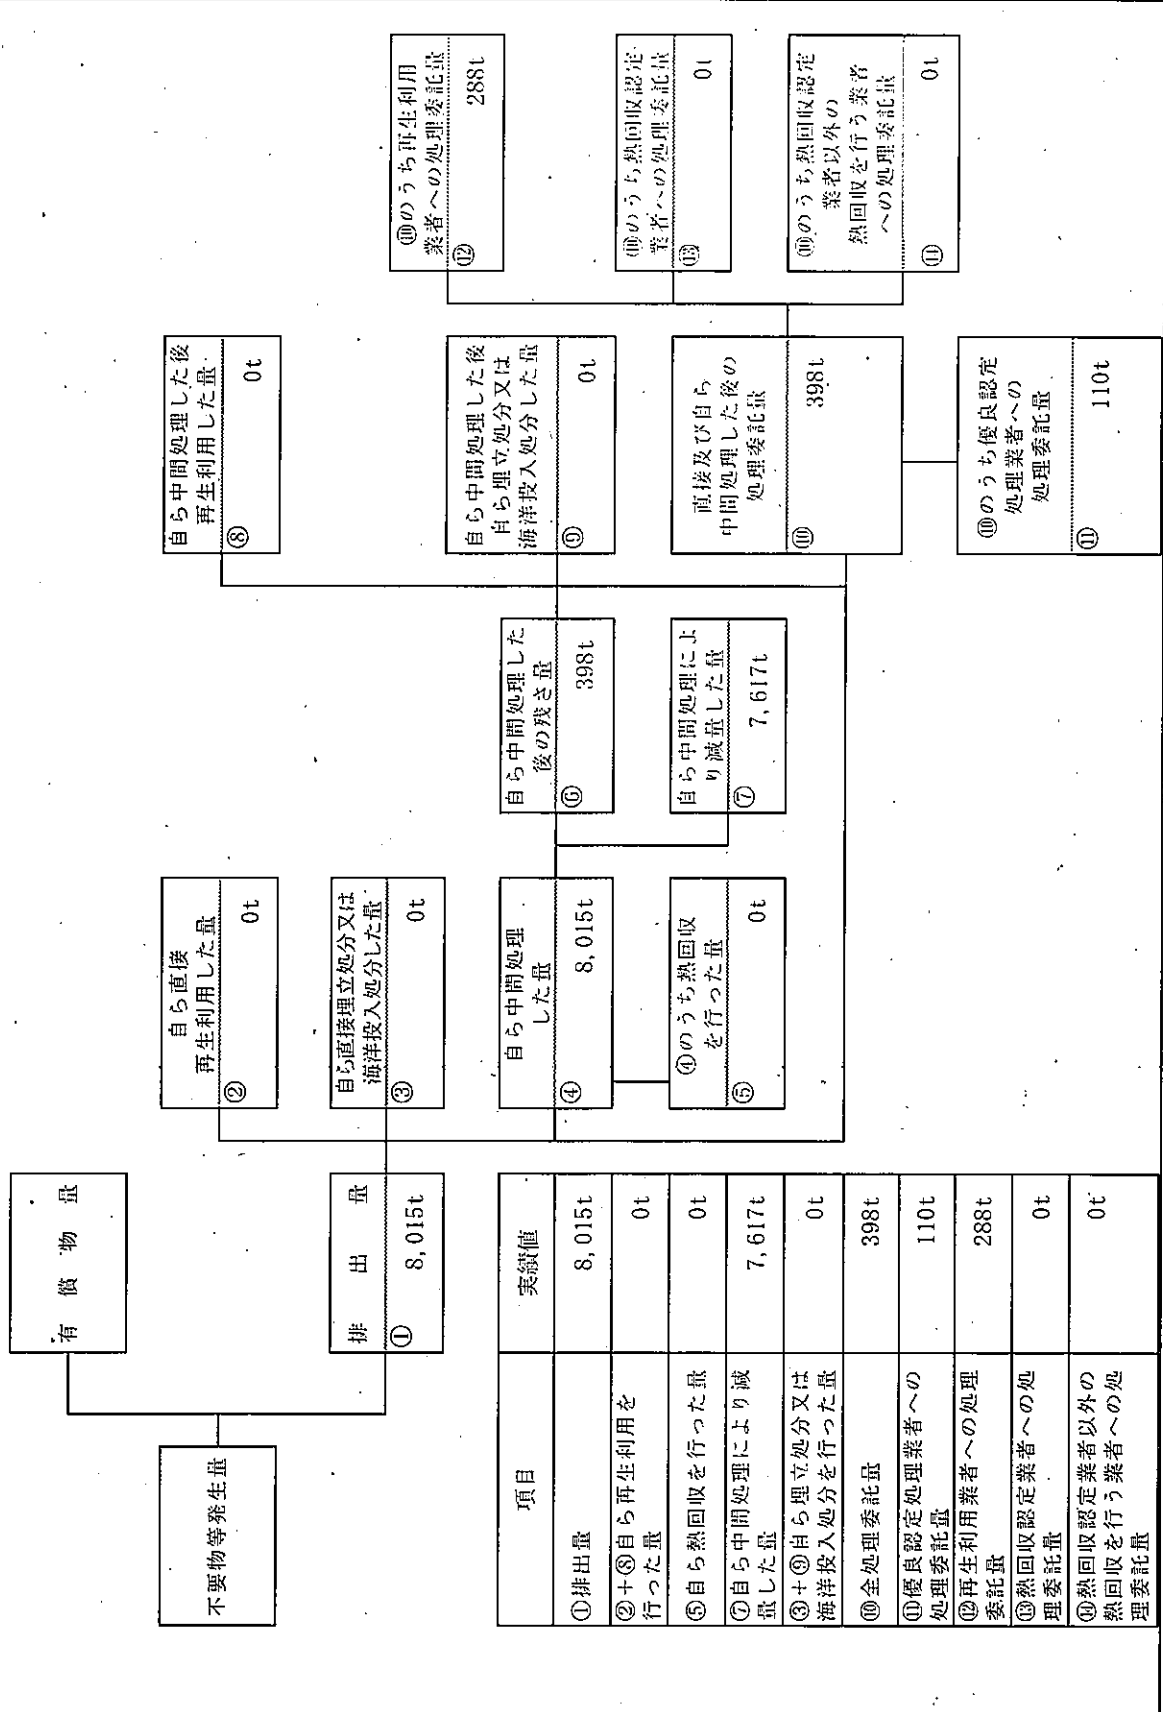 有償物量
不要物等発生量
排出量
① 8,015t
自ら直接
再生利用した量
② 0t
自ら直接埋立処分又は
海洋投入処分した量
③ 0t
自ら中間処理
した量
④ 8,015t
④のうち熱回収
を行った量
⑤ 0t
自ら中間処理した
後の残さ量
⑥ 398t
自ら中間処理によ
り減量した量
⑦ 7,617t
自ら中間処理した後
再生利用した量
⑧ 0t
自ら中間処理した後
自ら埋立処分又は
海洋投入処分した量
⑨ 0t
直接及び自ら
中間処理した後の
処理委託量
⑩ 398t
⑩のうち優良認定
処理業者への
処理委託量
⑪ 110t
⑩のうち再生利用
業者への処理委託量
⑫ 288t
⑩のうち熱回収認定
業者への処理委託量
⑬ 0t
⑩のうち熱回収認定
業者以外の
熱回収を行う業者
への処理委託量
⑭ 0t
項目 実績値
①排出量 8,015t
②+⑧自ら再生利用を
行った量 0t
⑤自ら熱回収を行った量 0t
⑦自ら中間処理により減
量した量 7,617t
③+⑨自ら埋立処分又は
海洋投入処分を行った量 0t
⑩全処理委託量 398t
⑪優良認定処理業者への
処理委託量 110t
⑫再生利用業者への処理
委託量 288t
⑬熱回収認定業者への処
理委託量 0t
⑭熱回収認定業者以外の
熱回収を行う業者への処
理委託量 0t